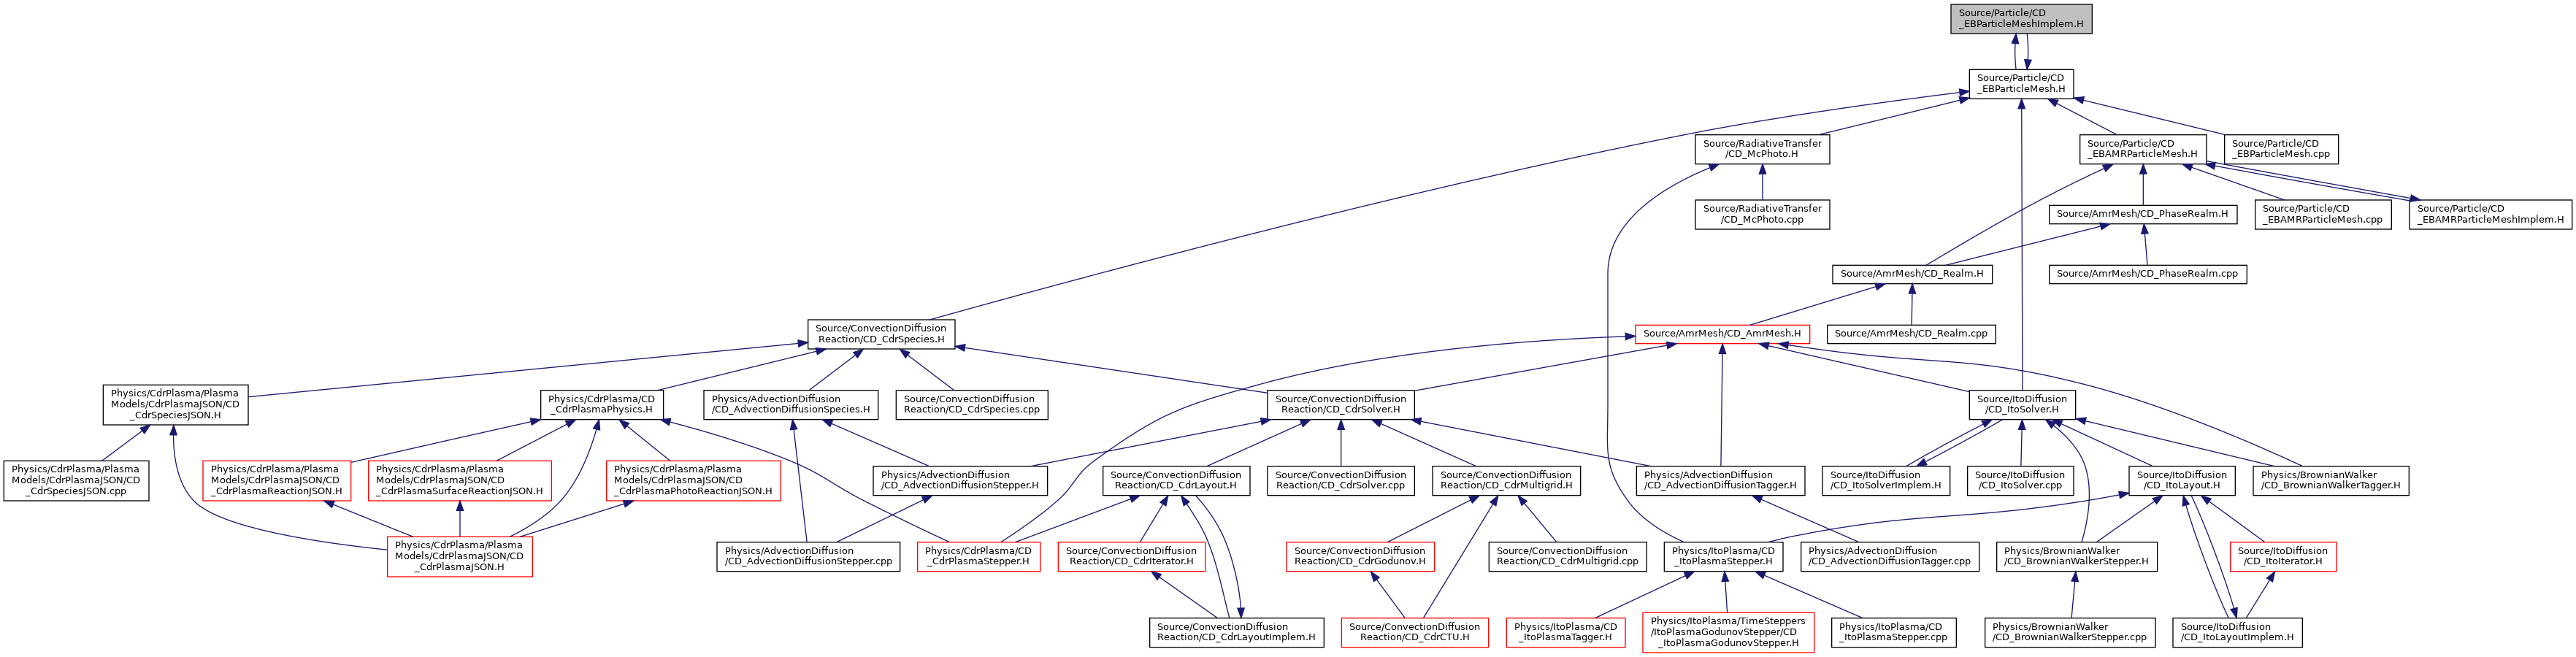 Source/Particle/CD
_EBParticleMeshImplem.H
Source/Particle/CD
_EBParticleMesh.H
Source/RadiativeTransfer
/CD_McPhoto.H
Source/Particle/CD
_EBAMRParticleMesh.H
Source/Particle/CD
_EBParticleMesh.cpp
Source/RadiativeTransfer
/CD_McPhoto.cpp
Source/AmrMesh/CD_PhaseRealm.H
Source/Particle/CD
_EBAMRParticleMesh.cpp
Source/Particle/CD
_EBAMRParticleMeshImplem.H
Source/AmrMesh/CD_Realm.H
Source/AmrMesh/CD_PhaseRealm.cpp
Source/ConvectionDiffusion
Reaction/CD_CdrSpecies.H
Source/AmrMesh/CD_AmrMesh.H
Source/AmrMesh/CD_Realm.cpp
Physics/CdrPlasma/Plasma
Models/CdrPlasmaJSON/CD
_CdrSpeciesJSON.H
Physics/CdrPlasma/CD
_CdrPlasmaPhysics.H
Physics/AdvectionDiffusion
/CD_AdvectionDiffusionSpecies.H
Source/ConvectionDiffusion
Reaction/CD_CdrSpecies.cpp
Source/ConvectionDiffusion
Reaction/CD_CdrSolver.H
Source/ItoDiffusion
/CD_ItoSolver.H
Physics/CdrPlasma/Plasma
Models/CdrPlasmaJSON/CD
_CdrSpeciesJSON.cpp
Physics/CdrPlasma/Plasma
Models/CdrPlasmaJSON/CD
_CdrPlasmaReactionJSON.H
Physics/CdrPlasma/Plasma
Models/CdrPlasmaJSON/CD
_CdrPlasmaSurfaceReactionJSON.H
Physics/CdrPlasma/Plasma
Models/CdrPlasmaJSON/CD
_CdrPlasmaPhotoReactionJSON.H
Physics/AdvectionDiffusion
/CD_AdvectionDiffusionStepper.H
Source/ConvectionDiffusion
Reaction/CD_CdrLayout.H
Source/ConvectionDiffusion
Reaction/CD_CdrSolver.cpp
Source/ConvectionDiffusion
Reaction/CD_CdrMultigrid.H
Physics/AdvectionDiffusion
/CD_AdvectionDiffusionTagger.H
Source/ItoDiffusion
/CD_ItoSolverImplem.H
Source/ItoDiffusion
/CD_ItoSolver.cpp
Source/ItoDiffusion
/CD_ItoLayout.H
Physics/BrownianWalker
/CD_BrownianWalkerTagger.H
Physics/CdrPlasma/Plasma
Models/CdrPlasmaJSON/CD
_CdrPlasmaJSON.H
Physics/AdvectionDiffusion
/CD_AdvectionDiffusionStepper.cpp
Physics/CdrPlasma/CD
_CdrPlasmaStepper.H
Source/ConvectionDiffusion
Reaction/CD_CdrIterator.H
Source/ConvectionDiffusion
Reaction/CD_CdrGodunov.H
Source/ConvectionDiffusion
Reaction/CD_CdrMultigrid.cpp
Physics/ItoPlasma/CD
_ItoPlasmaStepper.H
Physics/AdvectionDiffusion
/CD_AdvectionDiffusionTagger.cpp
Physics/BrownianWalker
/CD_BrownianWalkerStepper.H
Source/ItoDiffusion
/CD_ItoIterator.H
Source/ConvectionDiffusion
Reaction/CD_CdrLayoutImplem.H
Source/ConvectionDiffusion
Reaction/CD_CdrCTU.H
Physics/ItoPlasma/CD
_ItoPlasmaTagger.H
Physics/ItoPlasma/TimeSteppers
/ItoPlasmaGodunovStepper/CD
_ItoPlasmaGodunovStepper.H
Physics/ItoPlasma/CD
_ItoPlasmaStepper.cpp
Physics/BrownianWalker
/CD_BrownianWalkerStepper.cpp
Source/ItoDiffusion
/CD_ItoLayoutImplem.H